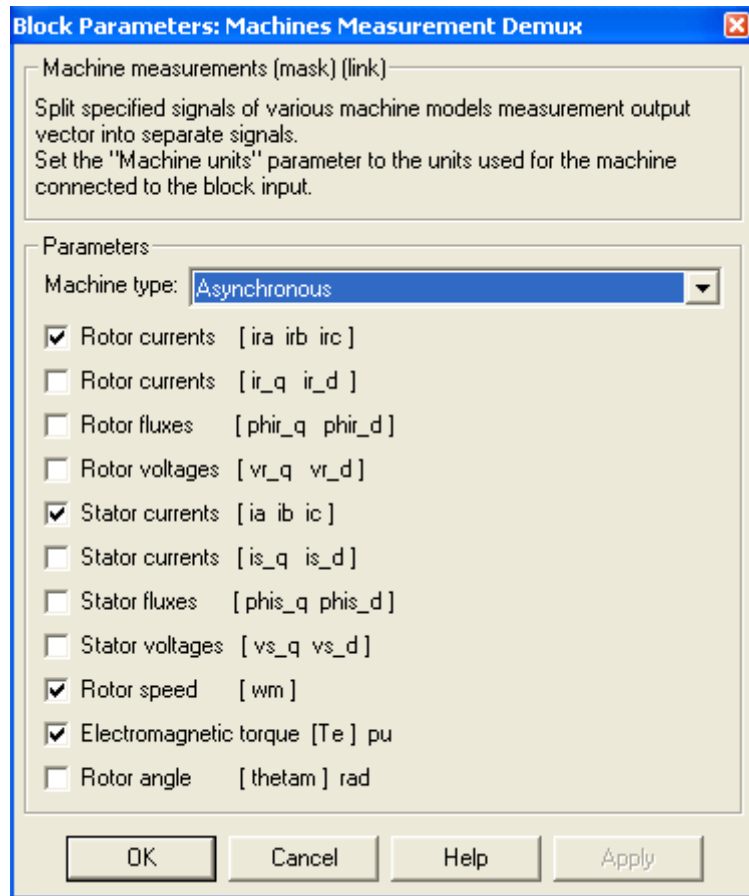 Block Parameters: Machines Measurement Demux
Machine measurements (mask) (link)
Split specified signals of various machine models measurement output
vector into separate signals.
Set the "Machine units" parameter to the units used for the machine
connected to the block input.
Parameters
Machine type: Asynchronous
Rotor currents [ ira irb irc ]
Rotor currents [ ir_q ir_d ]
Rotor fluxes [ phir_q phir_d ]
Rotor voltages [ vr_q vr_d ]
Stator currents [ ia ib ic ]
Stator currents [ is_q is_d ]
Stator fluxes [ phis_q phis_d ]
Stator voltages [ vs_q vs_d ]
Rotor speed [ wm ]
Electromagnetic torque [Te ] pu
Rotor angle [ thetam ] rad
OK Cancel Help Apply